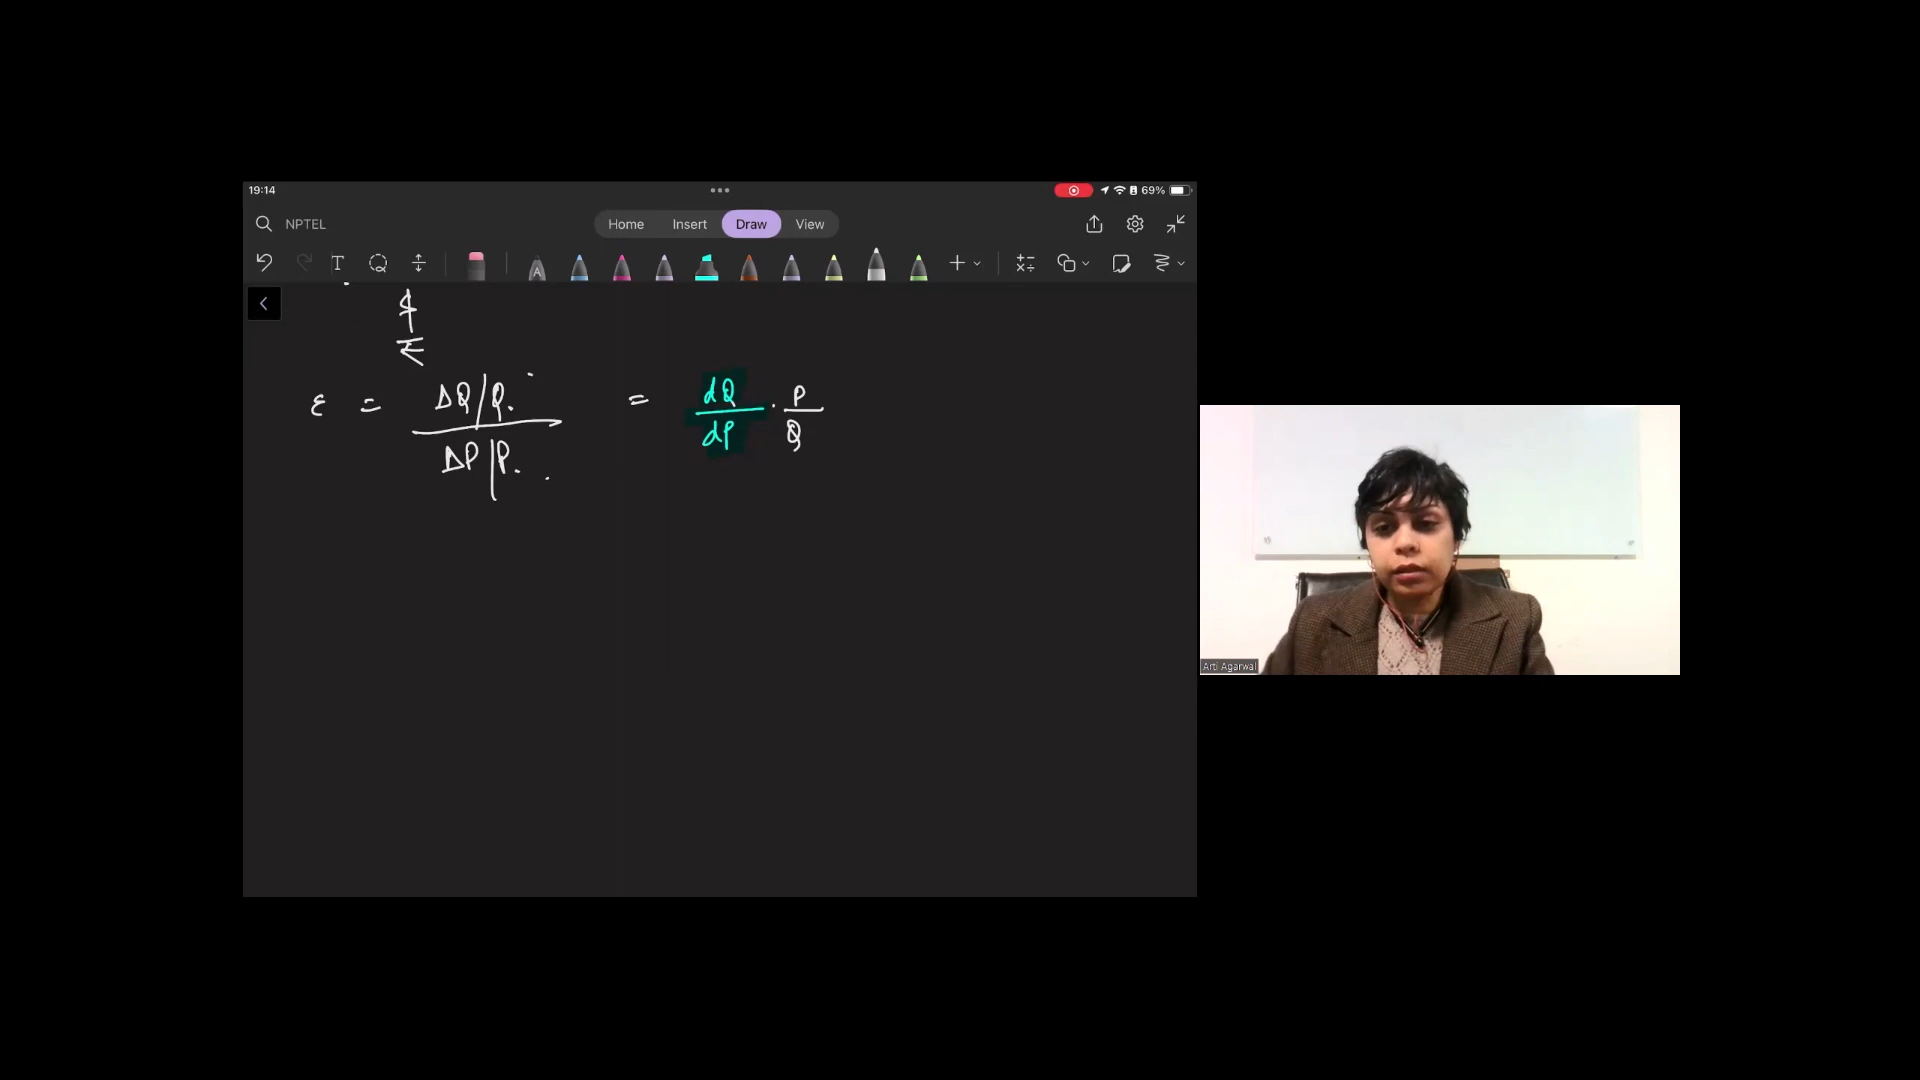 19:14
69%
NPTEL
Home Insert Draw View
T
A
$
₹
ε = ΔQ/Q = dQ/dP · P/Q
ΔP/P
Arti Agarwal